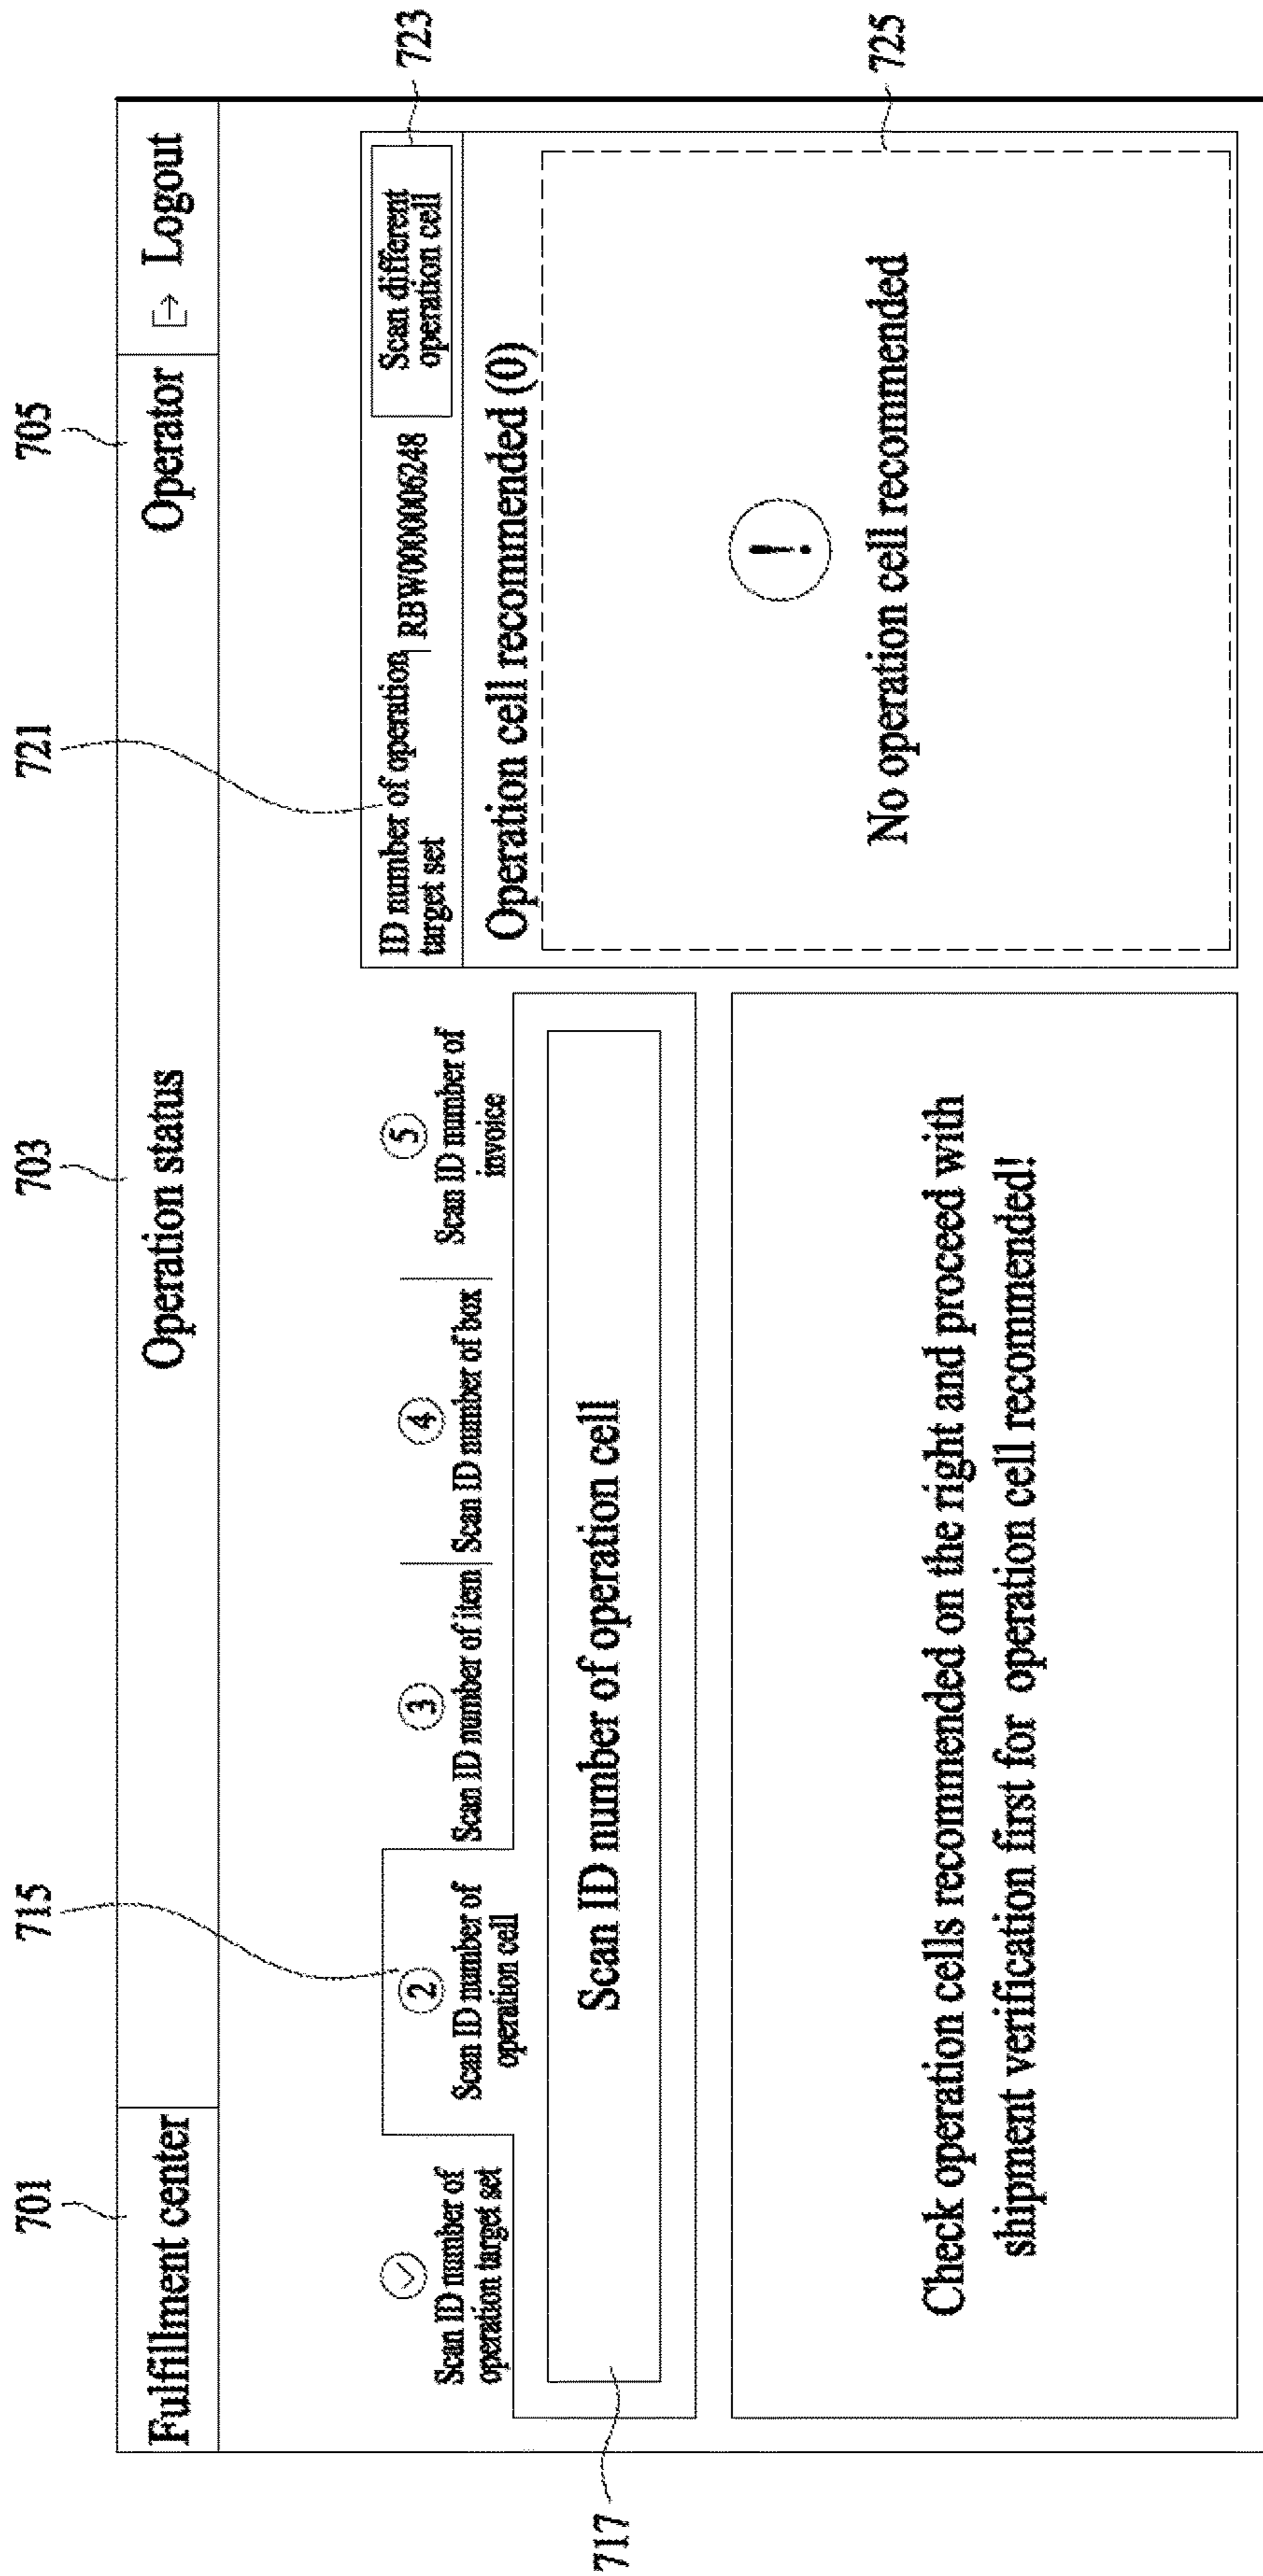 701
715
703
721
705
Fulfillment center
Operation status
Operator
Logout
Scan ID number of
operation target set
2
Scan ID number of
operation cell
3
Scan ID number of item
4
Scan ID number of box
5
Scan ID number of
invoice
717
Scan ID number of operation cell
Check operation cells recommended on the right and proceed with
shipment verification first for operation cell recommended!
ID number of operation
target set
RBW0000006248
Scan different
operation cell
723
Operation cell recommended (0)
!
No operation cell recommended
725